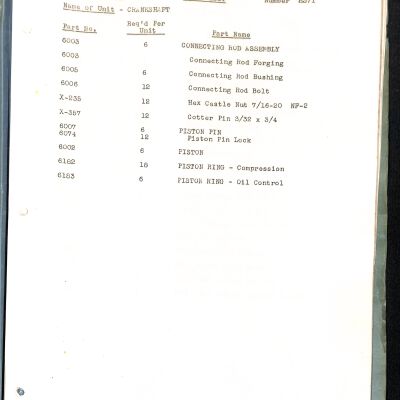 Number
Name of Unit - CRANKSHAFT
Part No. Req'd Per Unit Part Name
6003 6 CONNECTING ROD ASSEMBLY
6003 Connecting Rod Forging
6005 6 Connecting Rod Bushing
6006 12 Connecting Rod Bolt
X-235 12 Hex Castle Nut 7/16-20 NF-2
X-357 12 Cotter Pin 3/32 x 3/4
6007 6 PISTON PIN
6074 12 Piston Pin Lock
6002 6 PISTON
6182 18 PISTON RING - Compression
6183 6 PISTON RING - Oil Control